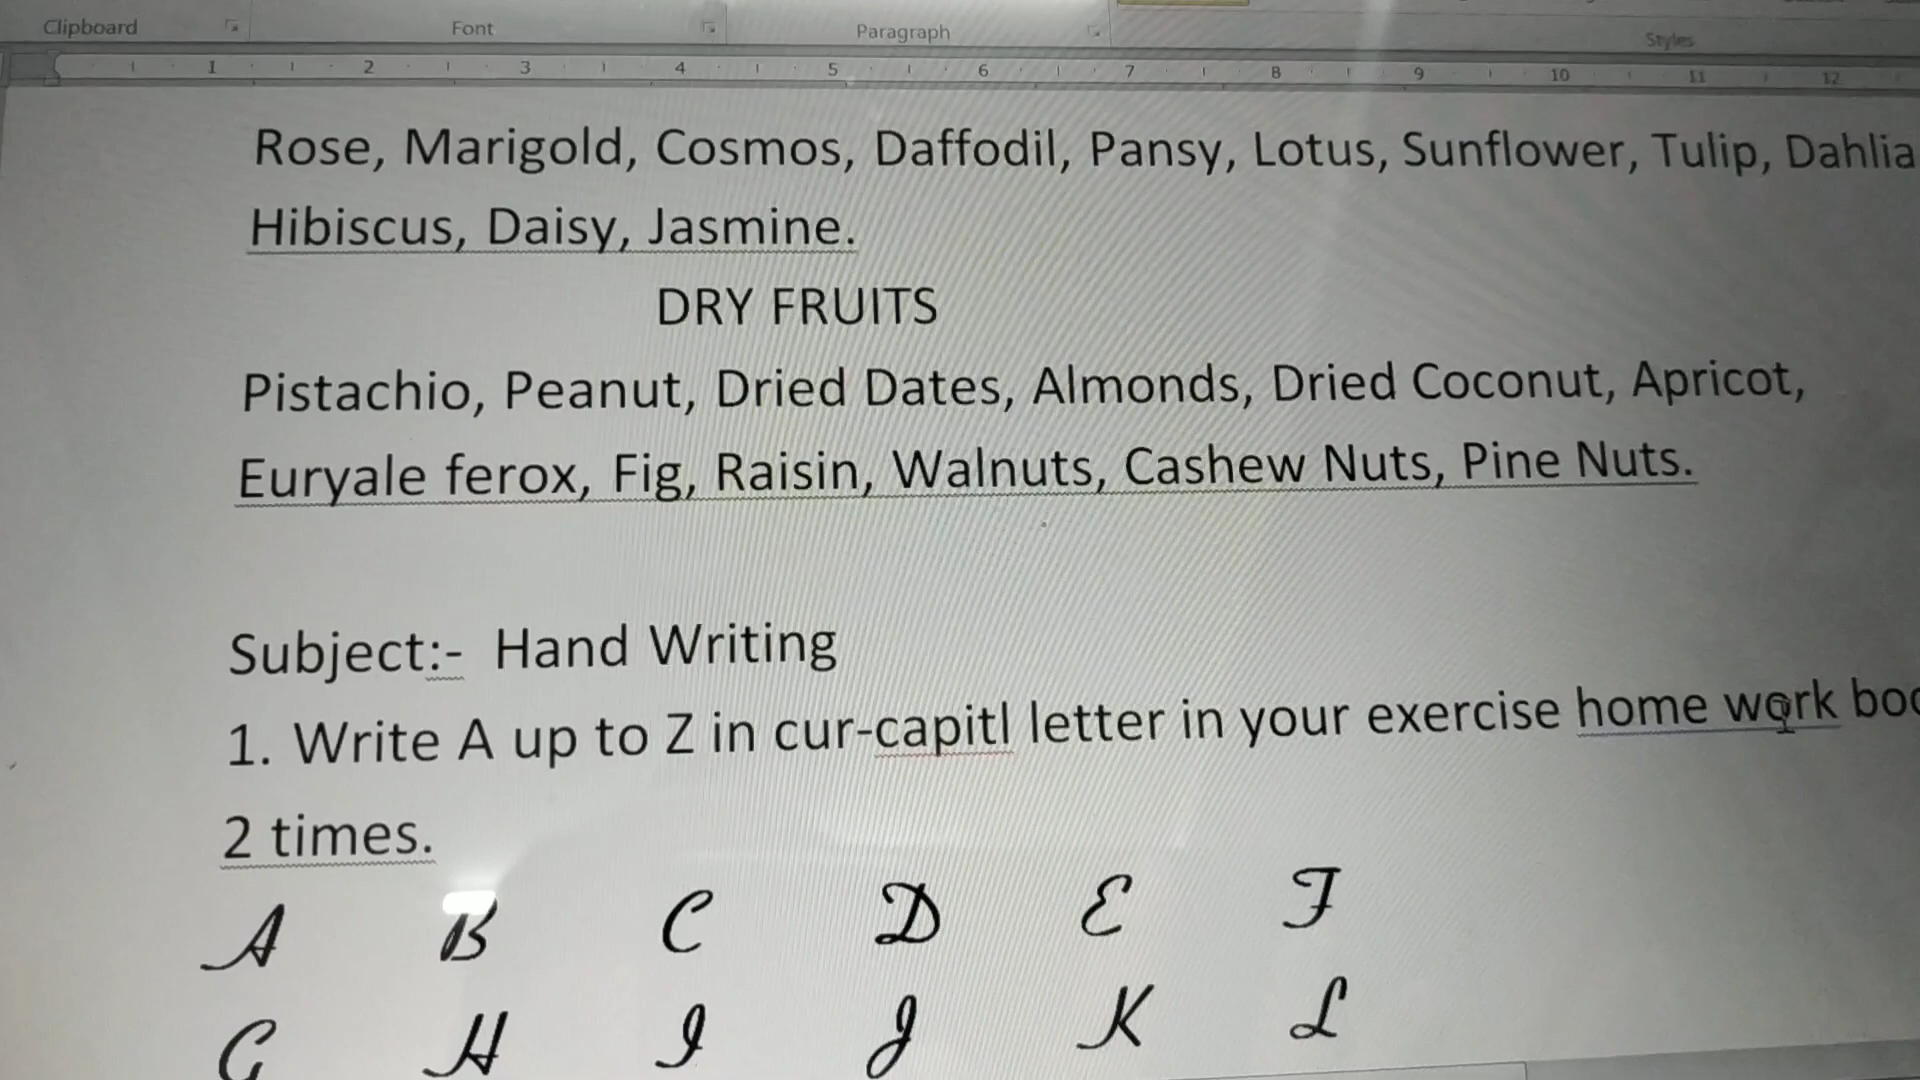 Clipboard Font Paragraph Styles
1 2 3 4 5 6 7 8 9 10 11 12
Rose, Marigold, Cosmos, Daffodil, Pansy, Lotus, Sunflower, Tulip, Dahlia
Hibiscus, Daisy, Jasmine.
DRY FRUITS
Pistachio, Peanut, Dried Dates, Almonds, Dried Coconut, Apricot,
Euryale ferox, Fig, Raisin, Walnuts, Cashew Nuts, Pine Nuts.
Subject:- Hand Writing
1. Write A up to Z in cur-capitl letter in your exercise home work
2 times.
A B C D E F
G H I J K L